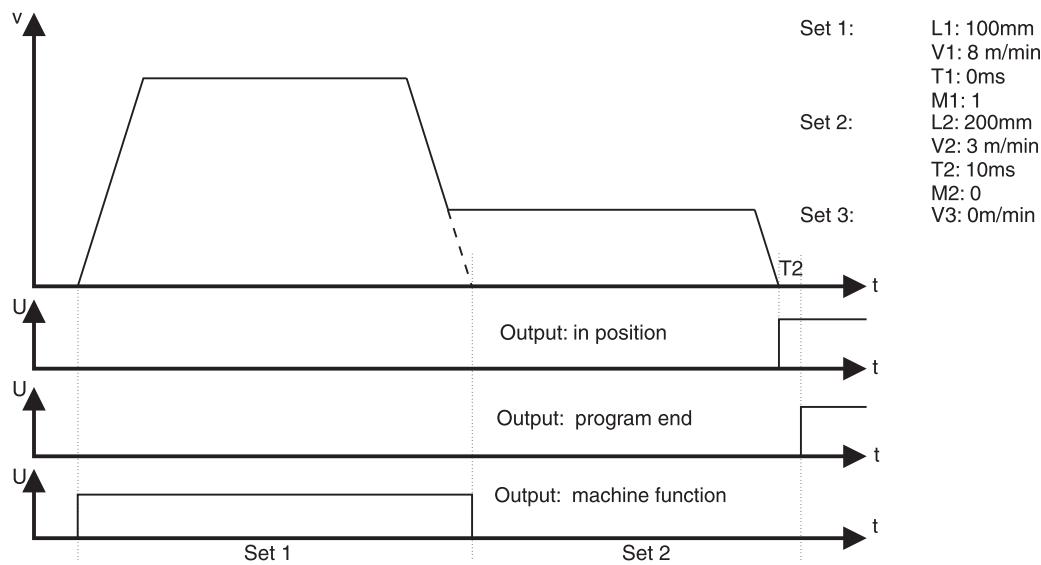 v
Set 1: L1: 100mm
V1: 8 m/min
T1: 0ms
M1: 1
Set 2: L2: 200mm
V2: 3 m/min
T2: 10ms
M2: 0
Set 3: V3: 0m/min
T2
t
U
Output: in position
t
U
Output: program end
t
U
Output: machine function
t
Set 1 Set 2